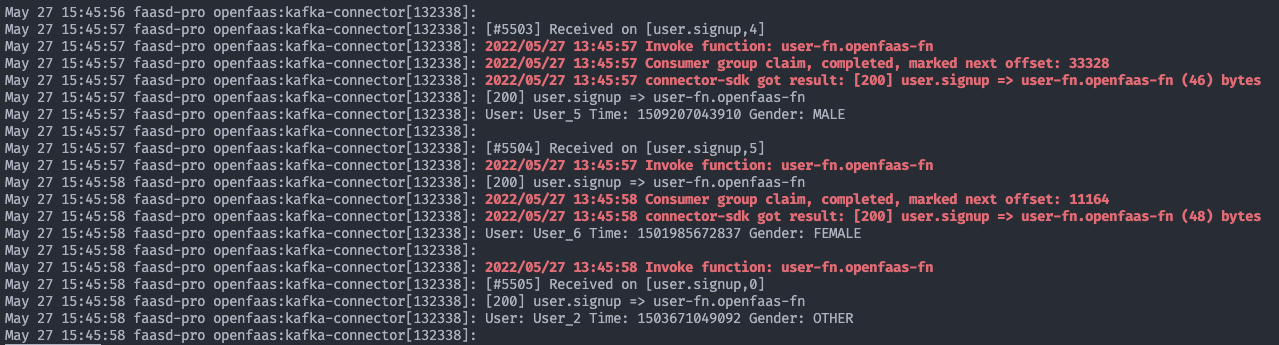 May 27 15:45:56 faasd-pro openfaas:kafka-connector[132338]:
May 27 15:45:57 faasd-pro openfaas:kafka-connector[132338]: [#5503] Received on [user.signup,4]
May 27 15:45:57 faasd-pro openfaas:kafka-connector[132338]: 2022/05/27 13:45:57 Invoke function: user-fn.openfaas-fn
May 27 15:45:57 faasd-pro openfaas:kafka-connector[132338]: 2022/05/27 13:45:57 Consumer group claim, completed, marked next offset: 33328
May 27 15:45:57 faasd-pro openfaas:kafka-connector[132338]: 2022/05/27 13:45:57 connector-sdk got result: [200] user.signup => user-fn.openfaas-fn (46) bytes
May 27 15:45:57 faasd-pro openfaas:kafka-connector[132338]: [200] user.signup => user-fn.openfaas-fn
May 27 15:45:57 faasd-pro openfaas:kafka-connector[132338]: User: User_5 Time: 1509207043910 Gender: MALE
May 27 15:45:57 faasd-pro openfaas:kafka-connector[132338]:
May 27 15:45:57 faasd-pro openfaas:kafka-connector[132338]: [#5504] Received on [user.signup,5]
May 27 15:45:57 faasd-pro openfaas:kafka-connector[132338]: 2022/05/27 13:45:57 Invoke function: user-fn.openfaas-fn
May 27 15:45:58 faasd-pro openfaas:kafka-connector[132338]: [200] user.signup => user-fn.openfaas-fn
May 27 15:45:58 faasd-pro openfaas:kafka-connector[132338]: 2022/05/27 13:45:58 Consumer group claim, completed, marked next offset: 11164
May 27 15:45:58 faasd-pro openfaas:kafka-connector[132338]: 2022/05/27 13:45:58 connector-sdk got result: [200] user.signup => user-fn.openfaas-fn (48) bytes
May 27 15:45:58 faasd-pro openfaas:kafka-connector[132338]: User: User_6 Time: 1501985672837 Gender: FEMALE
May 27 15:45:58 faasd-pro openfaas:kafka-connector[132338]:
May 27 15:45:58 faasd-pro openfaas:kafka-connector[132338]: 2022/05/27 13:45:58 Invoke function: user-fn.openfaas-fn
May 27 15:45:58 faasd-pro openfaas:kafka-connector[132338]: [#5505] Received on [user.signup,0]
May 27 15:45:58 faasd-pro openfaas:kafka-connector[132338]: [200] user.signup => user-fn.openfaas-fn
May 27 15:45:58 faasd-pro openfaas:kafka-connector[132338]: User: User_2 Time: 1503671049092 Gender: OTHER
May 27 15:45:58 faasd-pro openfaas:kafka-connector[132338]: